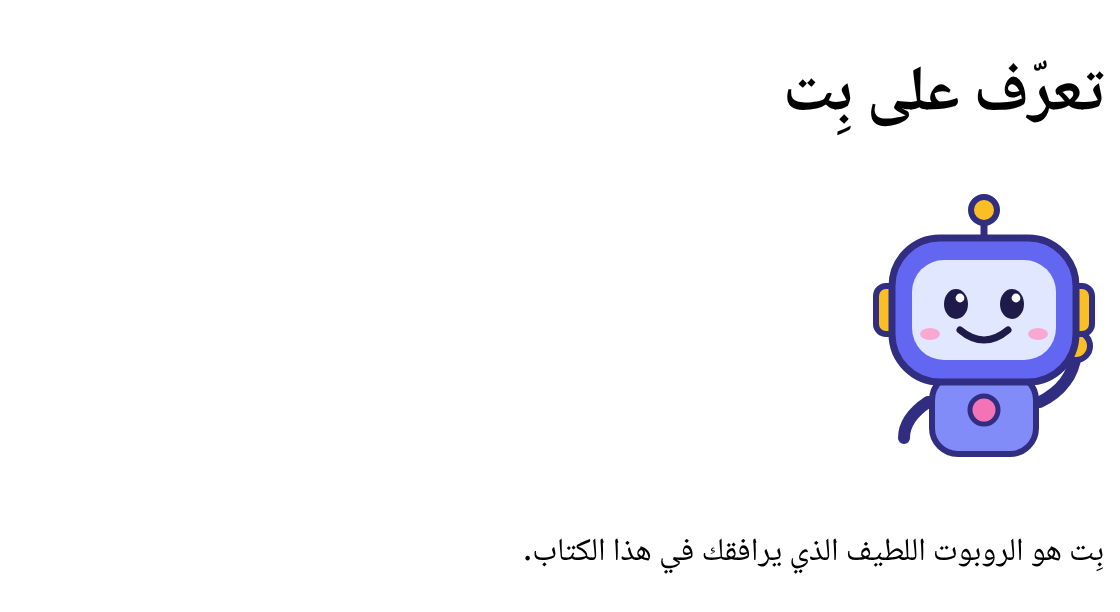 تعرّف على بِت
بِت هو الروبوت اللطيف الذي يرافقك في هذا الكتاب.